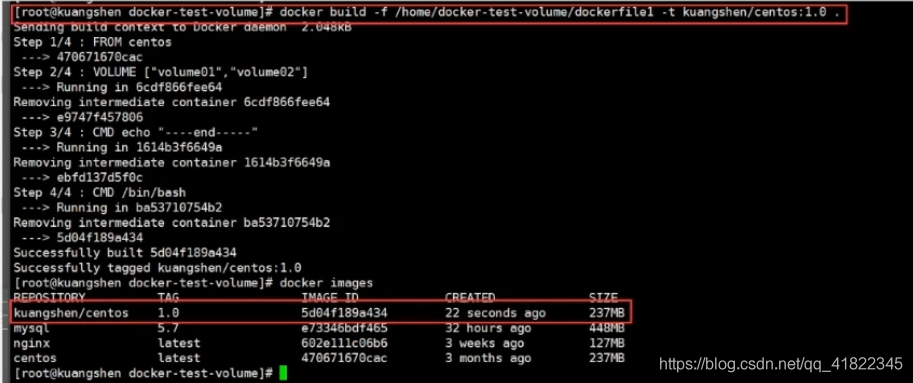 [root@kuangshen docker-test-volume]# docker build -f /home/docker-test-volume/dockerfile1 -t kuangshen/centos:1.0 .
Sending build context to Docker daemon  2.048kB
Step 1/4 : FROM centos
 ---> 470671670cac
Step 2/4 : VOLUME ["volume01","volume02"]
 ---> Running in 6cdf866fee64
Removing intermediate container 6cdf866fee64
 ---> e9747f457806
Step 3/4 : CMD echo "----end-----"
 ---> Running in 1614b3f6649a
Removing intermediate container 1614b3f6649a
 ---> ebfd137d5f0c
Step 4/4 : CMD /bin/bash
 ---> Running in ba53710754b2
Removing intermediate container ba53710754b2
 ---> 5d04f189a434
Successfully built 5d04f189a434
Successfully tagged kuangshen/centos:1.0
[root@kuangshen docker-test-volume]# docker images
REPOSITORY          TAG                 IMAGE ID            CREATED             SIZE
kuangshen/centos    1.0                 5d04f189a434        22 seconds ago      237MB
mysql               5.7                 e73346bdf465        32 hours ago        448MB
nginx               latest              602e111c06b6        3 weeks ago         127MB
centos              latest              470671670cac        3 months ago        237MB
[root@kuangshen docker-test-volume]#
https://blog.csdn.net/qq_41822345